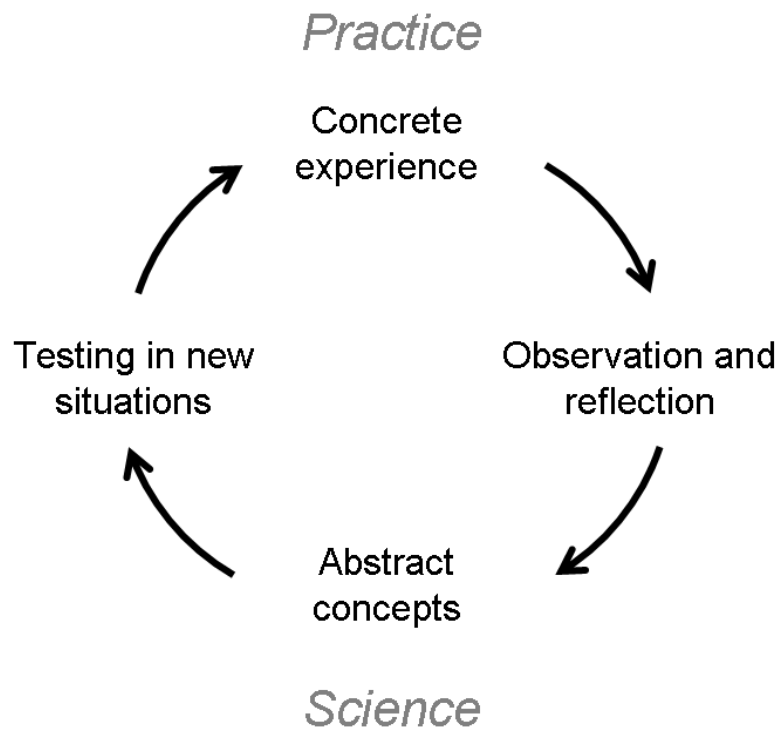 Practice
Concrete
experience
Testing in new
situations
Observation and
reflection
Abstract
concepts
Science